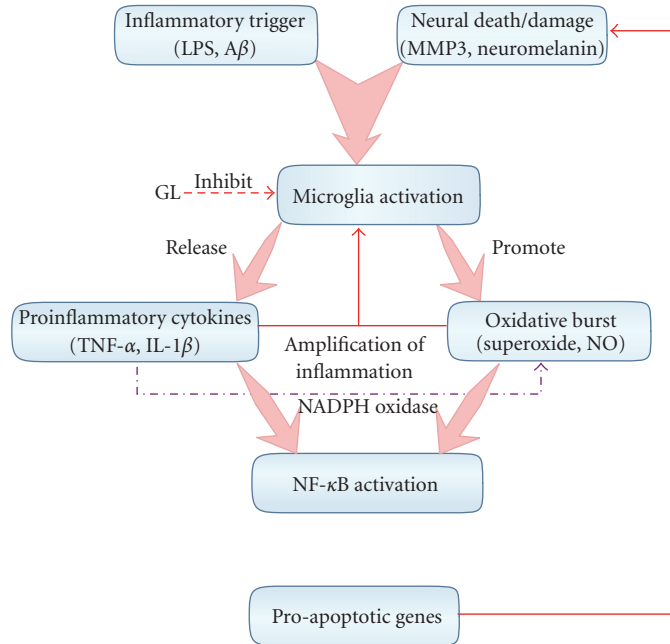 Inflammatory trigger
(LPS, Aβ)
Neural death/damage
(MMP3, neuromelanin)
GL
Inhibit
Microglia activation
Release
Promote
Proinflammatory cytokines
(TNF-α, IL-1β)
Oxidative burst
(superoxide, NO)
Amplification of
inflammation
NADPH oxidase
NF-κB activation
Pro-apoptotic genes